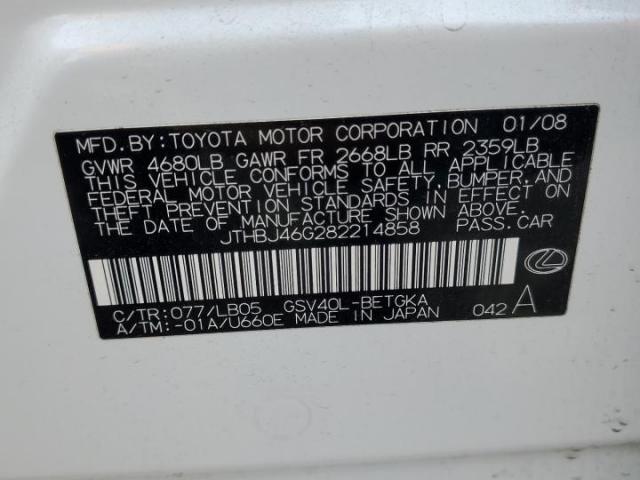 MFD. BY: TOYOTA MOTOR CORPORATION 01/08
GVWR 4680LB GAWR FR 2668LB RR 2359LB
THIS VEHICLE CONFORMS TO ALL APPLICABLE
FEDERAL MOTOR VEHICLE SAFETY, BUMPER, AND
THEFT PREVENTION STANDARDS IN EFFECT ON
THE DATE OF MANUFACTURE SHOWN ABOVE.
JTHBJ46G282214858 PASS. CAR
C/TR: 077/LB05 GSV40L-BETGKA
A/TM: -01A/U660E MADE IN JAPAN 042 A